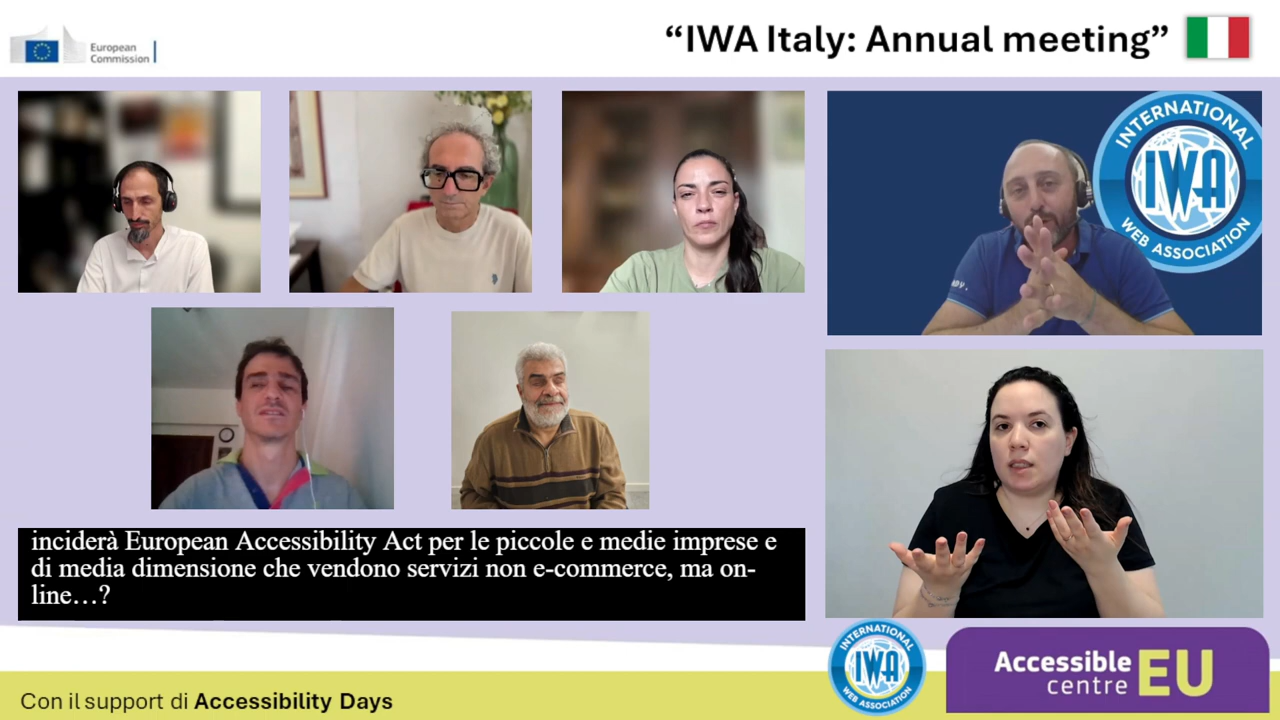 European
Commission
“IWA Italy: Annual meeting”
INTERNATIONAL
IWA
WEB ASSOCIATION
inciderà European Accessibility Act per le piccole e medie imprese e
di media dimensione che vendono servizi non e-commerce, ma on-
line…?
INTERNATIONAL
IWA
WEB ASSOCIATION
Accessible
centre
EU
Con il support di Accessibility Days